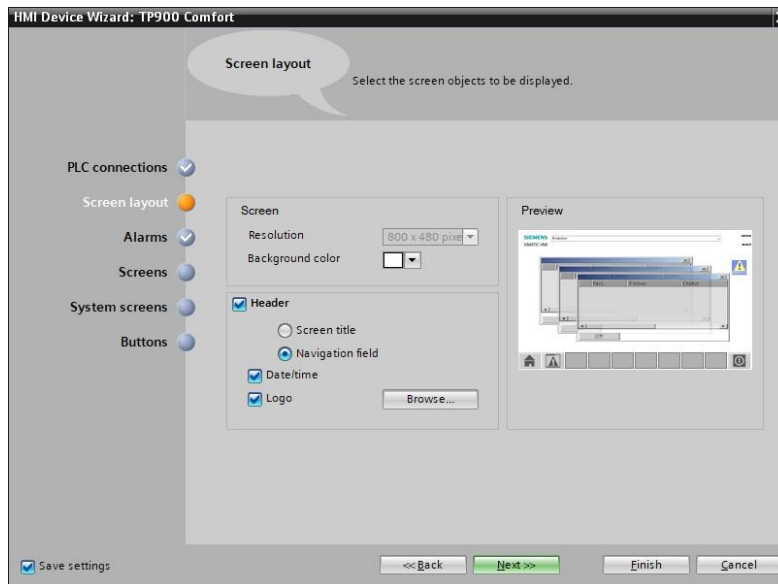 HMI Device Wizard: TP900 Comfort
Screen layout
Select the screen objects to be displayed.
PLC connections
Screen layout
Alarms
Screens
System screens
Buttons
Screen
Resolution
800 x 480 pixe
Background color
Header
Screen title
Navigation field
Date/time
Logo
Browse...
Preview
SIEMENS
SIMATIC HMI
Save settings
<< Back
Next >>
Finish
Cancel